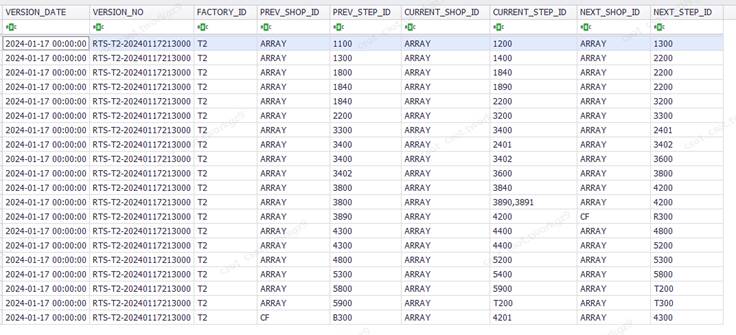 VERSION_DATE VERSION_NO FACTORY_ID PREV_SHOP_ID PREV_STEP_ID CURRENT_SHOP_ID CURRENT_STEP_ID NEXT_SHOP_ID NEXT_STEP_ID
2024-01-17 00:00:00 RTS-T2-20240117213000 T2 ARRAY 1100 ARRAY 1200 ARRAY 1300
2024-01-17 00:00:00 RTS-T2-20240117213000 T2 ARRAY 1300 ARRAY 1400 ARRAY 2200
2024-01-17 00:00:00 RTS-T2-20240117213000 T2 ARRAY 1800 ARRAY 1840 ARRAY 2200
2024-01-17 00:00:00 RTS-T2-20240117213000 T2 ARRAY 1840 ARRAY 1890 ARRAY 2200
2024-01-17 00:00:00 RTS-T2-20240117213000 T2 ARRAY 1840 ARRAY 2200 ARRAY 3200
2024-01-17 00:00:00 RTS-T2-20240117213000 T2 ARRAY 2200 ARRAY 3200 ARRAY 3300
2024-01-17 00:00:00 RTS-T2-20240117213000 T2 ARRAY 3300 ARRAY 3400 ARRAY 2401
2024-01-17 00:00:00 RTS-T2-20240117213000 T2 ARRAY 3400 ARRAY 2401 ARRAY 3402
2024-01-17 00:00:00 RTS-T2-20240117213000 T2 ARRAY 3400 ARRAY 3402 ARRAY 3600
2024-01-17 00:00:00 RTS-T2-20240117213000 T2 ARRAY 3402 ARRAY 3600 ARRAY 3800
2024-01-17 00:00:00 RTS-T2-20240117213000 T2 ARRAY 3800 ARRAY 3840 ARRAY 4200
2024-01-17 00:00:00 RTS-T2-20240117213000 T2 ARRAY 3800 ARRAY 3890,3891 ARRAY 4200
2024-01-17 00:00:00 RTS-T2-20240117213000 T2 ARRAY 3890 ARRAY 4200 CF R300
2024-01-17 00:00:00 RTS-T2-20240117213000 T2 ARRAY 4300 ARRAY 4400 ARRAY 4800
2024-01-17 00:00:00 RTS-T2-20240117213000 T2 ARRAY 4300 ARRAY 4400 ARRAY 5200
2024-01-17 00:00:00 RTS-T2-20240117213000 T2 ARRAY 4800 ARRAY 5200 ARRAY 5300
2024-01-17 00:00:00 RTS-T2-20240117213000 T2 ARRAY 5300 ARRAY 5400 ARRAY 5800
2024-01-17 00:00:00 RTS-T2-20240117213000 T2 ARRAY 5800 ARRAY 5900 ARRAY T200
2024-01-17 00:00:00 RTS-T2-20240117213000 T2 ARRAY 5900 ARRAY T200 ARRAY T300
2024-01-17 00:00:00 RTS-T2-20240117213000 T2 CF B300 ARRAY 4201 ARRAY 4300